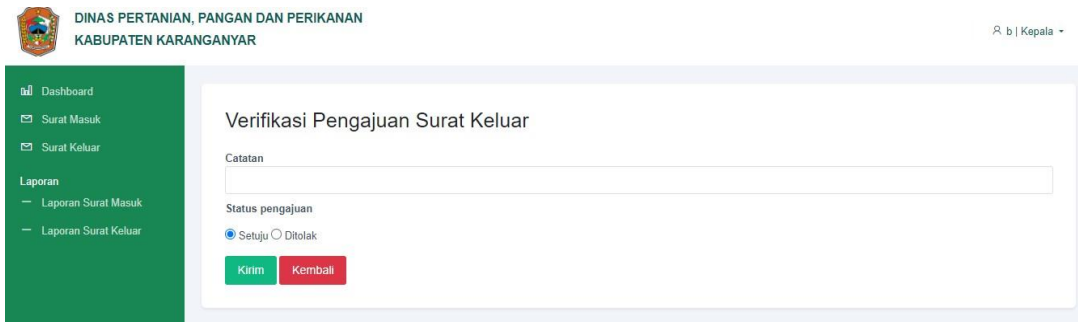 DINAS PERTANIAN, PANGAN DAN PERIKANAN
KABUPATEN KARANGANYAR
b | Kepala
Dashboard
Surat Masuk
Surat Keluar
Laporan
Laporan Surat Masuk
Laporan Surat Keluar
Verifikasi Pengajuan Surat Keluar
Catatan
Status pengajuan
Setuju Ditolak
Kirim Kembali